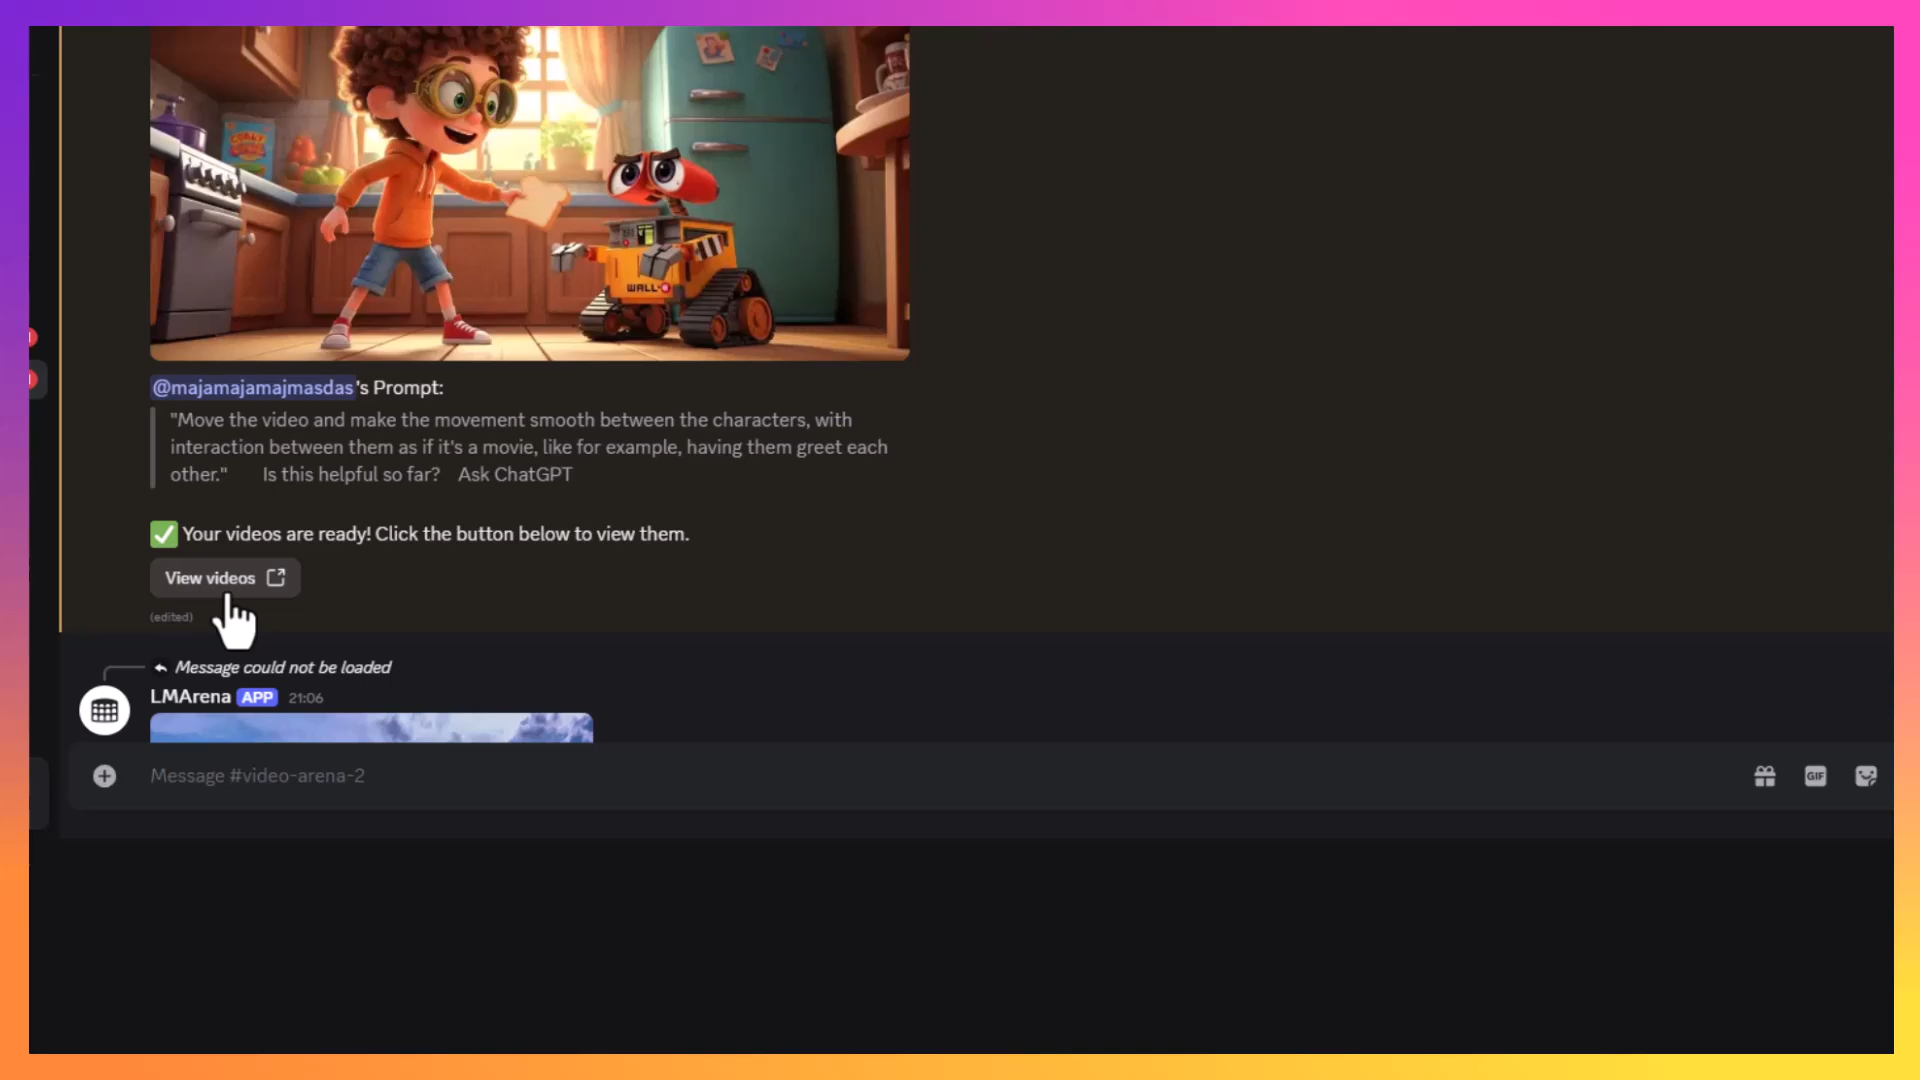 WALL
@majamajamajmasdas's Prompt:
"Move the video and make the movement smooth between the characters, with
interaction between them as if it's a movie, like for example, having them greet each
other." Is this helpful so far? Ask ChatGPT
Your videos are ready! Click the button below to view them.
View videos
(edited)
Message could not be loaded
LMArena APP 21:06
Message #video-arena-2
GIF